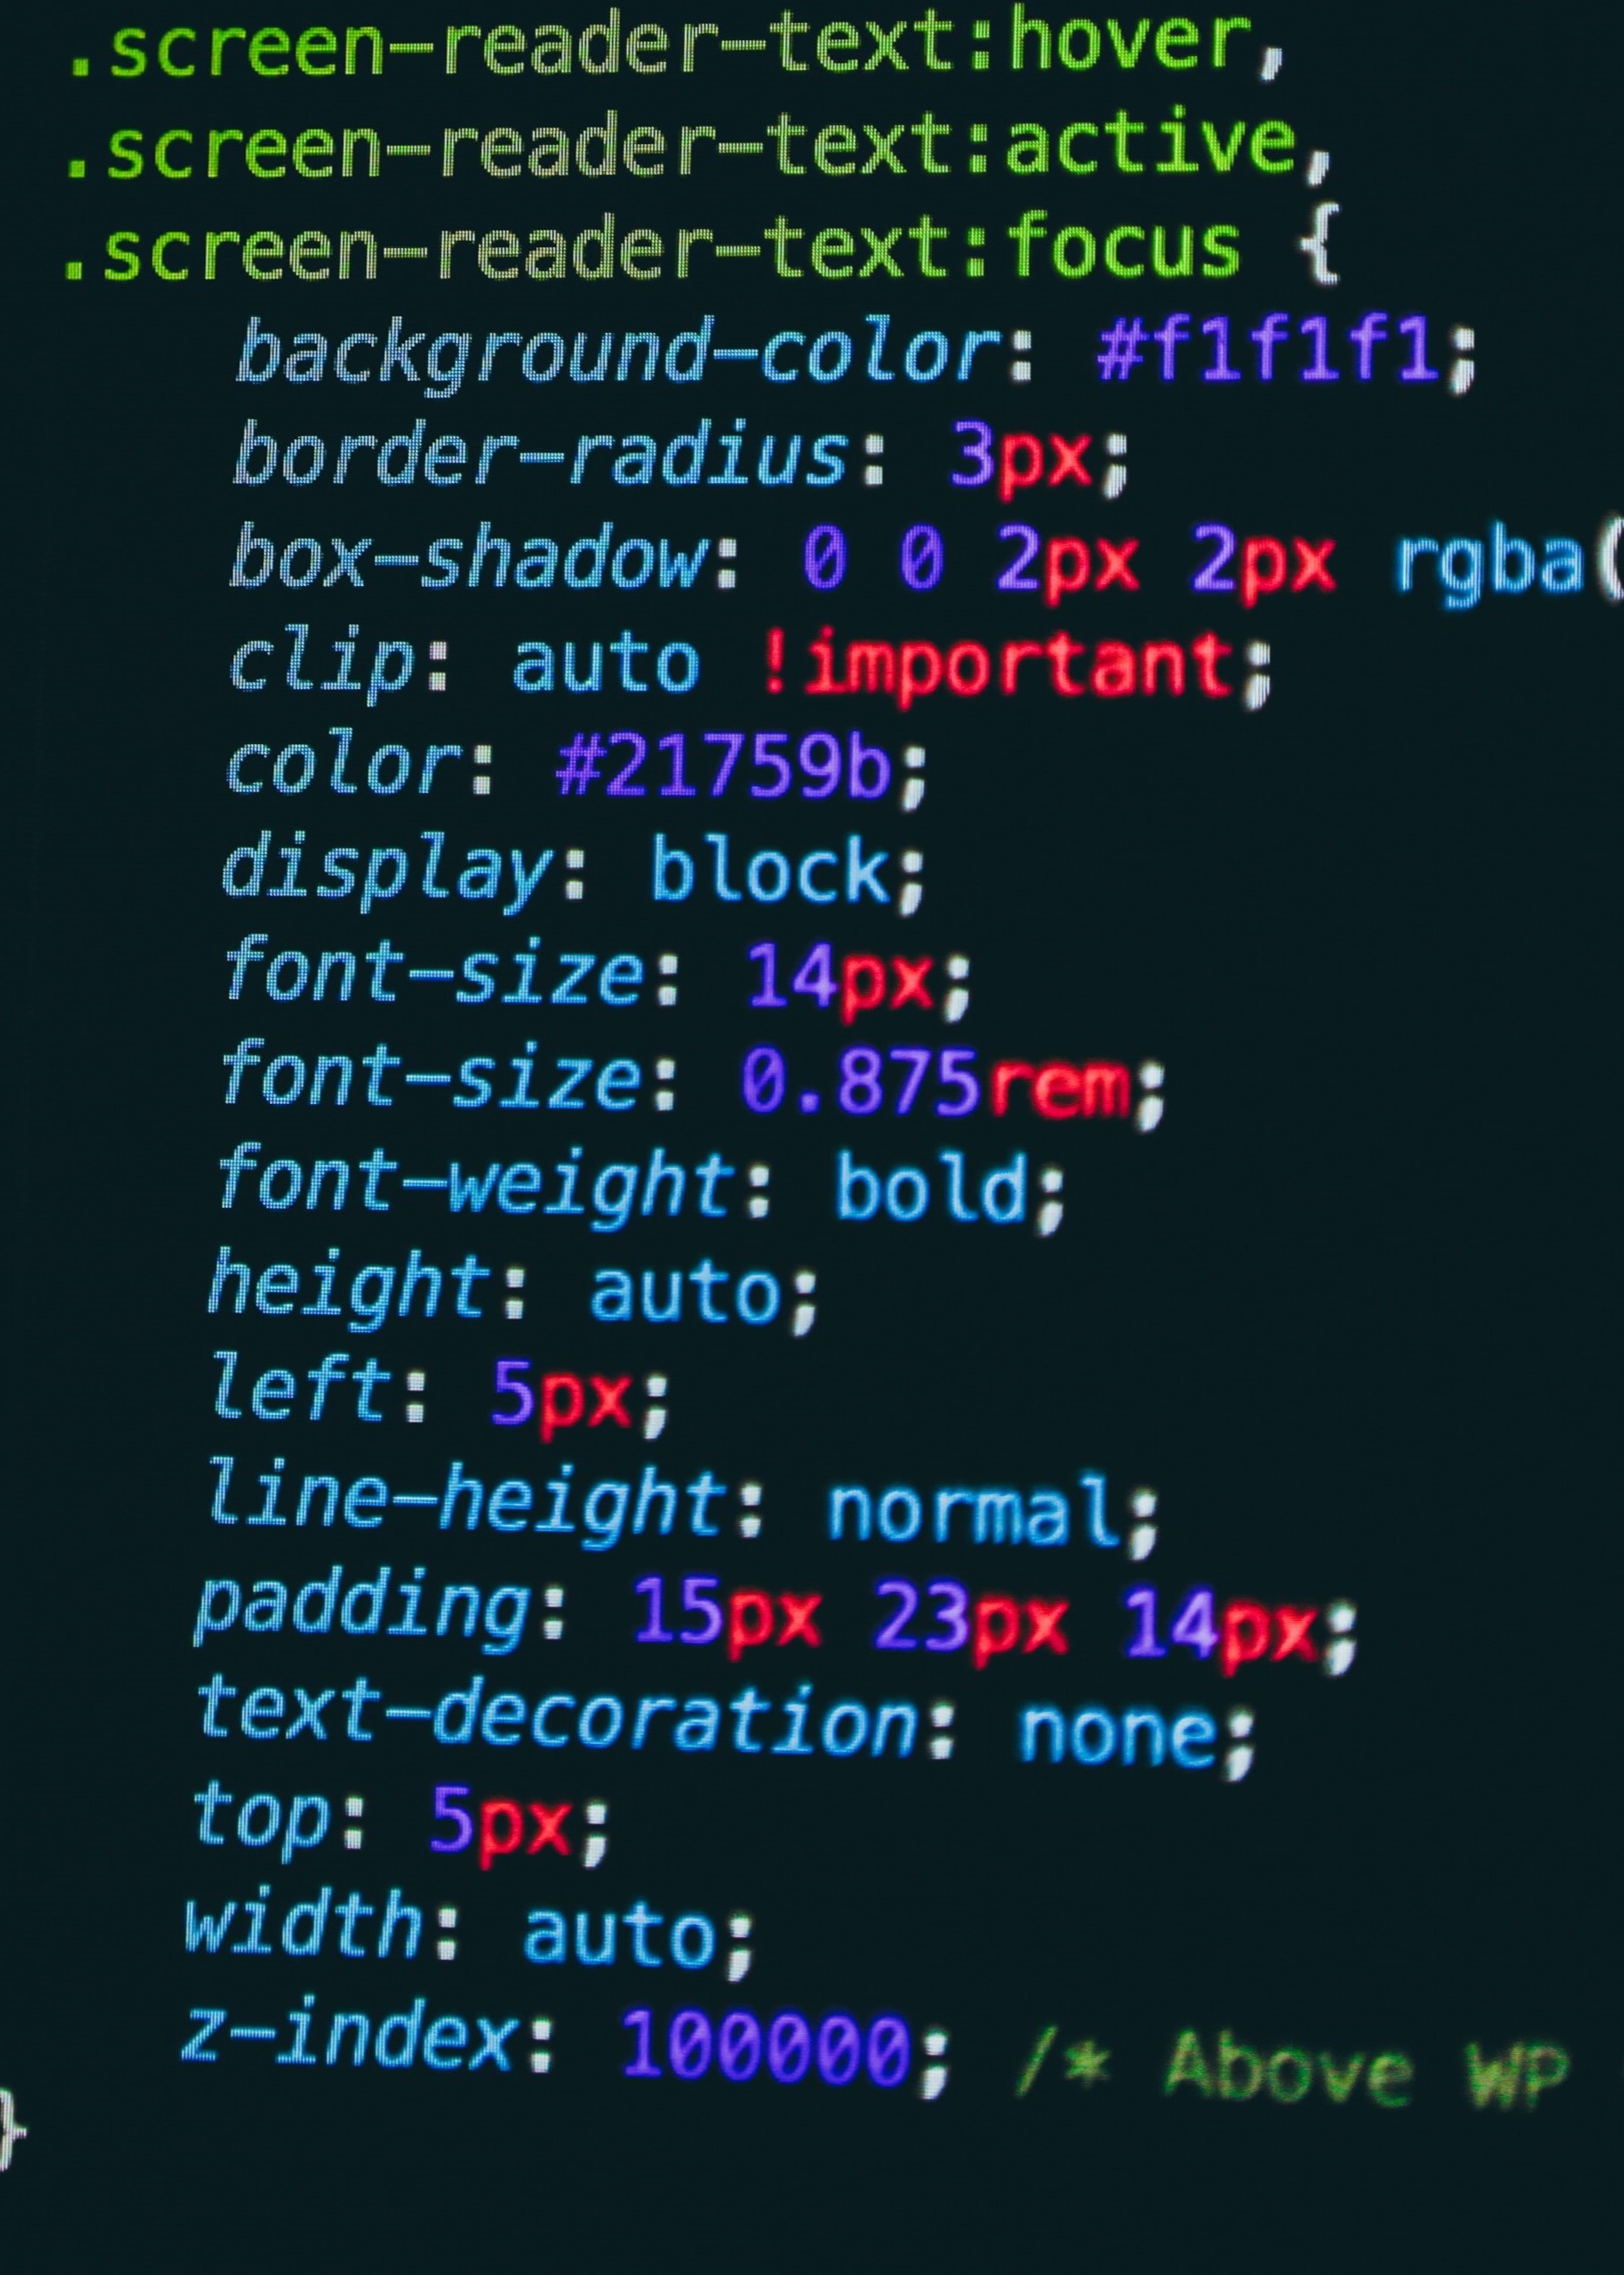 .screen-reader-text:hover,
.screen-reader-text:active,
.screen-reader-text:focus {
background-color: #f1f1f1;
border-radius: 3px;
box-shadow: 0 0 2px 2px rgba(
clip: auto !important;
color: #21759b;
display: block;
font-size: 14px;
font-size: 0.875rem;
font-weight: bold;
height: auto;
left: 5px;
line-height: normal;
padding: 15px 23px 14px;
text-decoration: none;
top: 5px;
width: auto;
z-index: 100000; /* Above WP
}